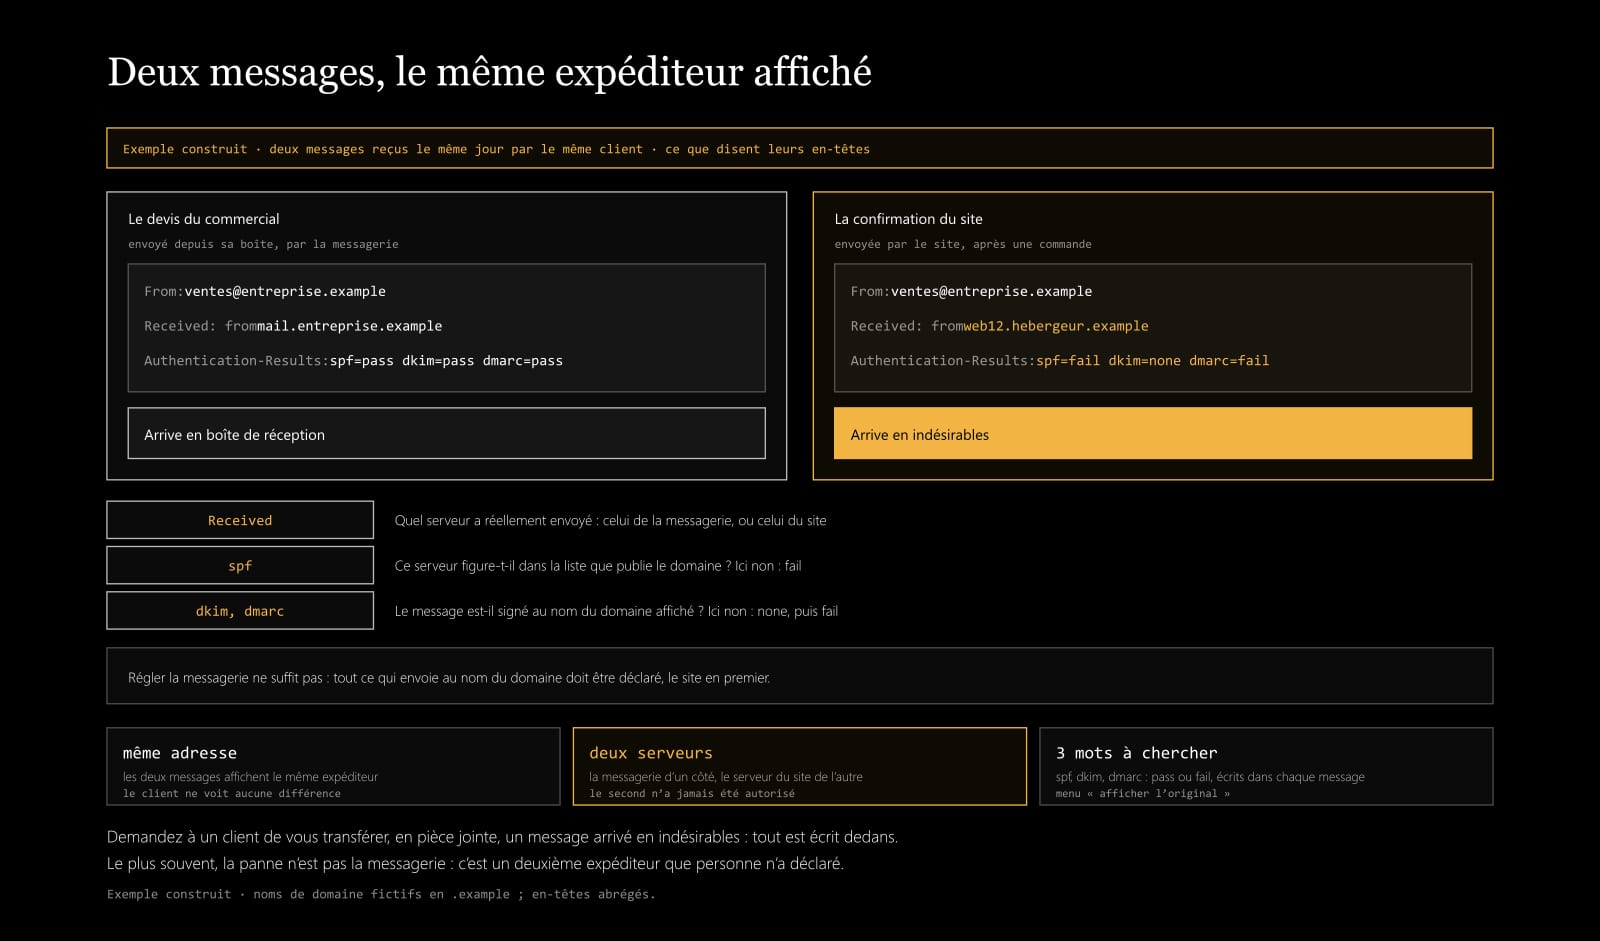 Deux messages, le même expéditeur affiché
Exemple construit · deux messages reçus le même jour par le même client · ce que disent leurs en-têtes
Le devis du commercial
envoyé depuis sa boîte, par la messagerie
From:ventes@entreprise.example
Received: frommail.entreprise.example
Authentication-Results:spf=pass dkim=pass dmarc=pass
Arrive en boîte de réception
La confirmation du site
envoyée par le site, après une commande
From:ventes@entreprise.example
Received: fromweb12.hebergeur.example
Authentication-Results:spf=fail dkim=none dmarc=fail
Arrive en indésirables
Received
Quel serveur a réellement envoyé : celui de la messagerie, ou celui du site
spf
Ce serveur figure-t-il dans la liste que publie le domaine ? Ici non : fail
dkim, dmarc
Le message est-il signé au nom du domaine affiché ? Ici non : none, puis fail
Régler la messagerie ne suffit pas : tout ce qui envoie au nom du domaine doit être déclaré, le site en premier.
même adresse
les deux messages affichent le même expéditeur
le client ne voit aucune différence
deux serveurs
la messagerie d’un côté, le serveur du site de l’autre
le second n’a jamais été autorisé
3 mots à chercher
spf, dkim, dmarc : pass ou fail, écrits dans chaque message
menu « afficher l’original »
Demandez à un client de vous transférer, en pièce jointe, un message arrivé en indésirables : tout est écrit dedans.
Le plus souvent, la panne n’est pas la messagerie : c’est un deuxième expéditeur que personne n’a déclaré.
Exemple construit · noms de domaine fictifs en .example ; en-têtes abrégés.